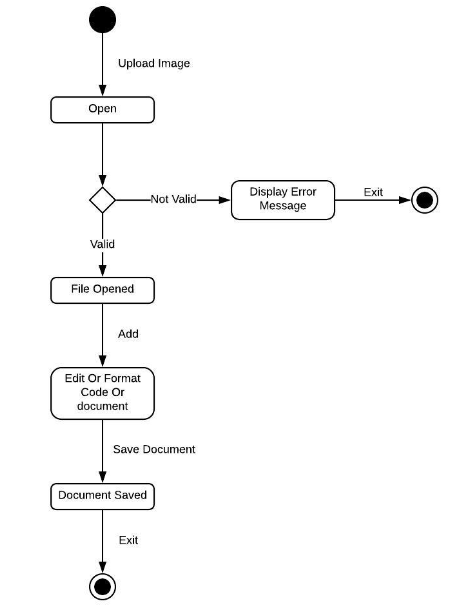 Upload Image
Open
Not Valid
Display Error
Message
Exit
Valid
File Opened
Add
Edit Or Format
Code Or
document
Save Document
Document Saved
Exit